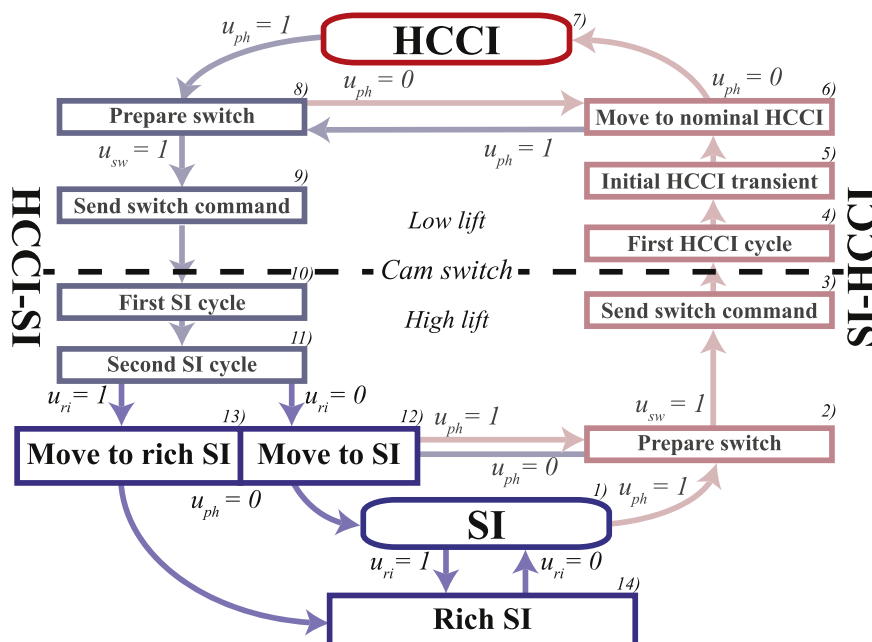 7)
HCCI
u_ph = 1
u_ph = 0
8)
Prepare switch
u_ph = 0
6)
Move to nominal HCCI
u_sw = 1
u_ph = 1
5)
Initial HCCI transient
9)
Send switch command
4)
First HCCI cycle
Low lift
HCCI-SI
SI-HCCI
Cam switch
10)
First SI cycle
High lift
3)
Send switch command
11)
Second SI cycle
u_ri = 1
u_ri = 0
u_sw = 1
13)
Move to rich SI
12)
Move to SI
u_ph = 1
2)
Prepare switch
u_ph = 0
u_ph = 0
1)
SI
u_ph = 1
u_ri = 1
u_ri = 0
14)
Rich SI